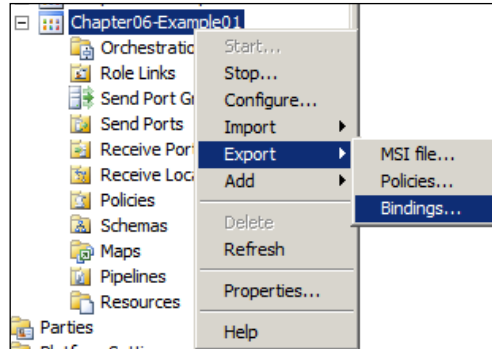 Chapter06-Example01
Orchestratio
Role Links
Send Port G
Send Ports
Receive Por
Receive Loc
Policies
Schemas
Maps
Pipelines
Resources
Parties
Start...
Stop...
Configure...
Import
Export
Add
Delete
Refresh
Properties...
Help
MSI file...
Policies...
Bindings...